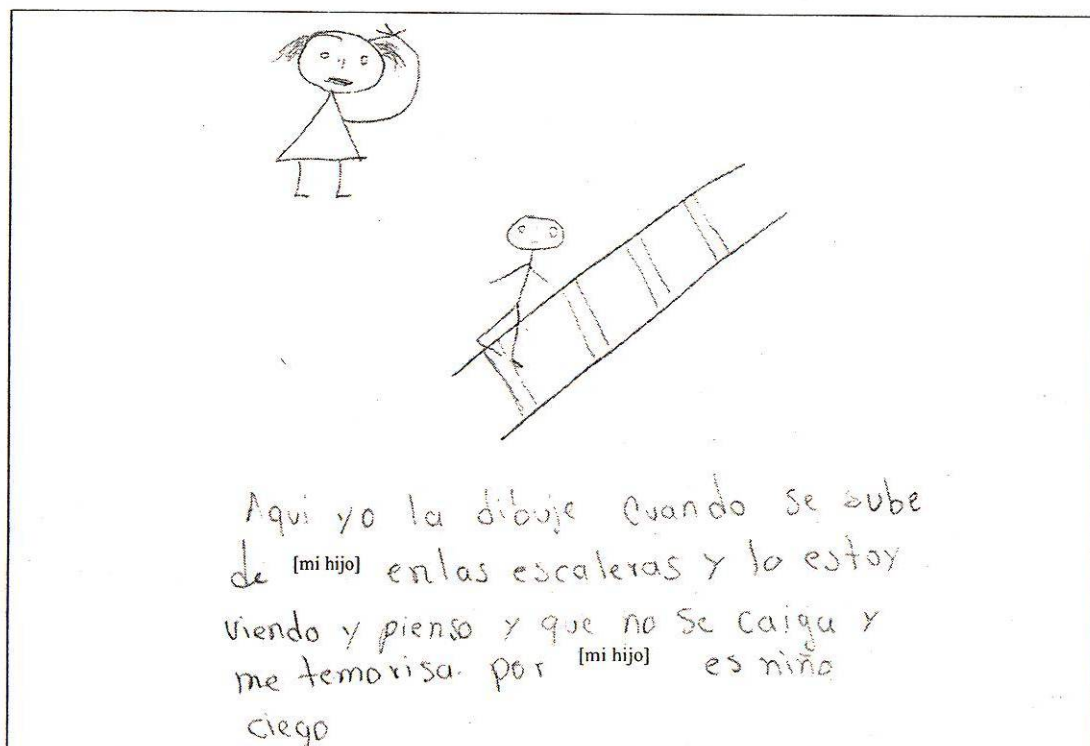 Aqui yo la dibuje Cuando se sube
de [mi hijo] enlas escaleras y lo estoy
viendo y pienso y que no se caiga y
me temorisa. por [mi hijo] es niño
ciego